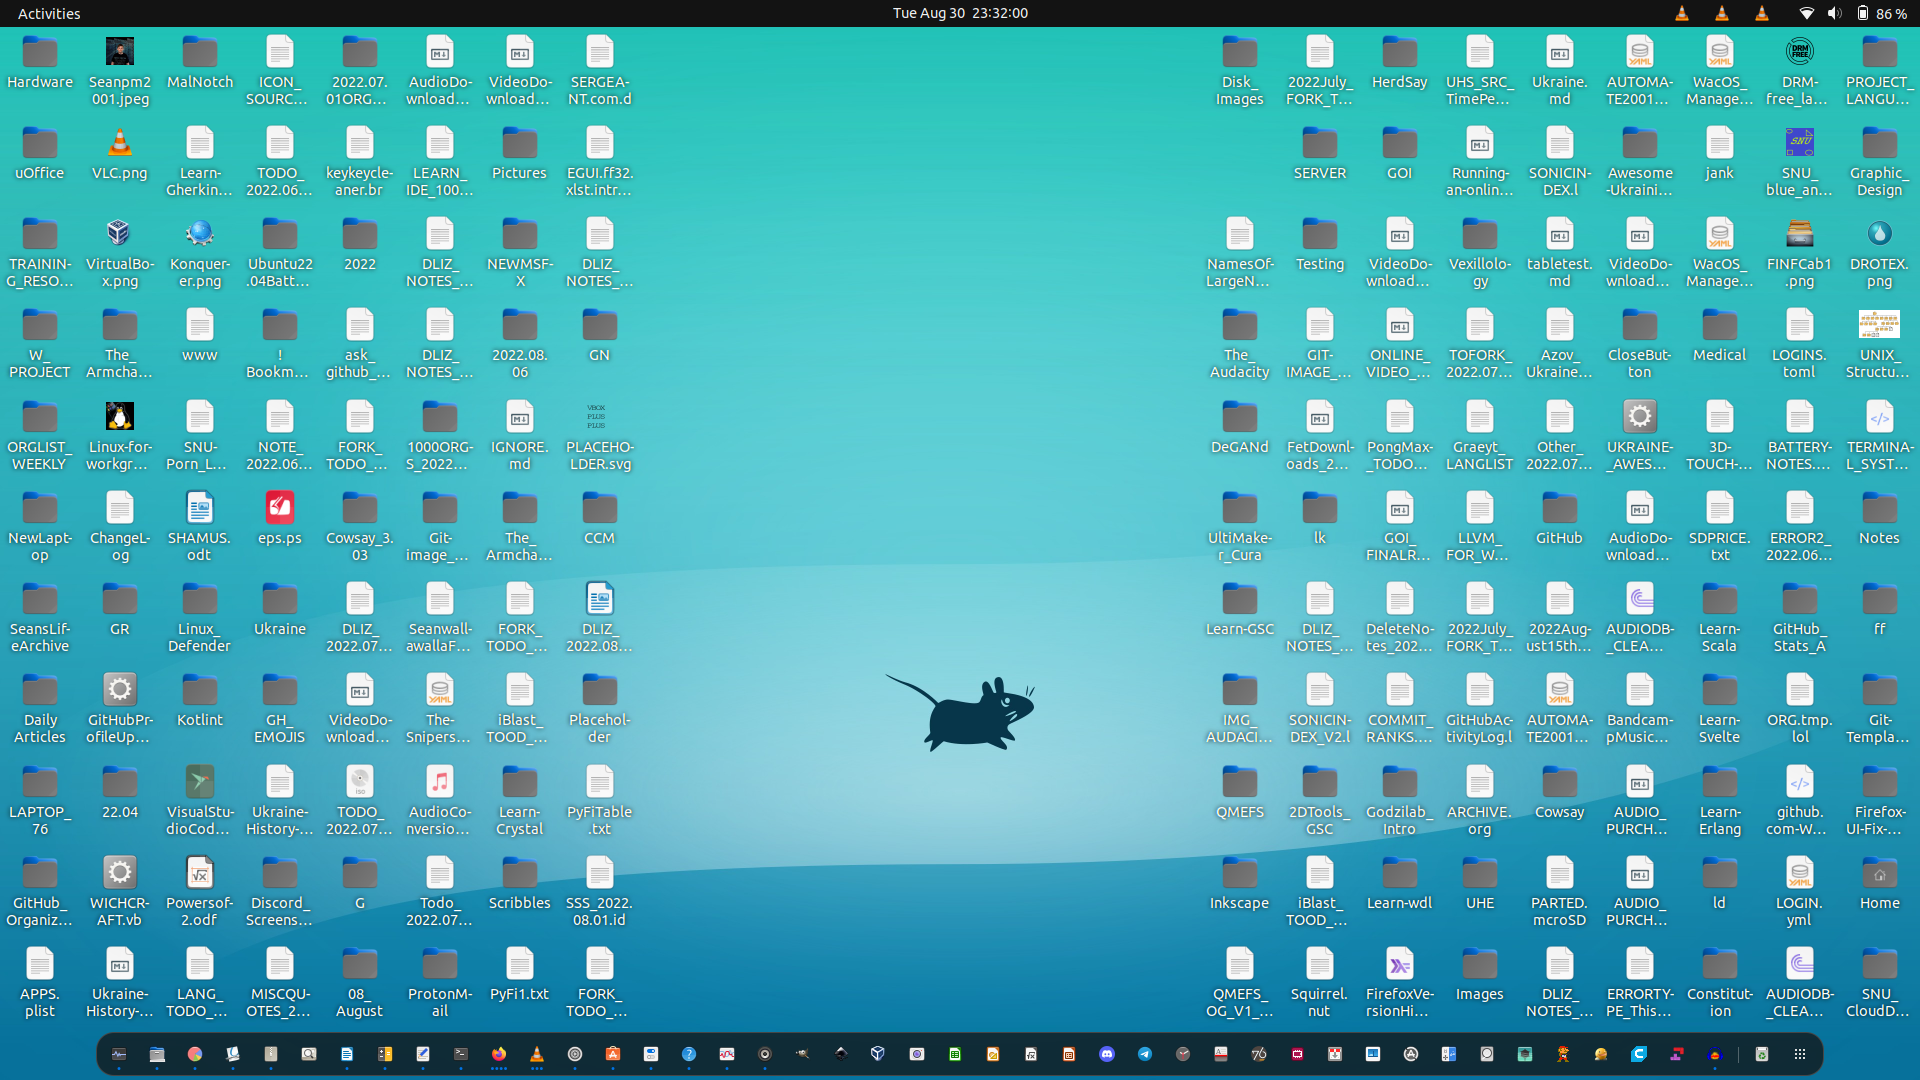 Activities
Tue Aug 30  23:32:00
86 %
Hardware
Seanpm2
001.jpeg
MalNotch
ICON_
SOURC...
2022.07.
01ORG...
AudioDo-
wnload...
VideoDo-
wnload...
SERGEA-
NT.com.d
Disk_
Images
2022July_
FORK_T...
HerdSay
UHS_SRC_
TimePe...
Ukraine.
md
AUTOMA-
TE2001...
WacOS_
Manage...
DRM-
free_la...
PROJECT_
LANGU...
uOffice
VLC.png
Learn-
Gherkin...
TODO_
2022.06...
keykeycle-
aner.br
LEARN_
IDE_100...
Pictures
EGUI.ff32.
xlst.intr...
SERVER
GOI
Running-
an-onlin...
SONICIN-
DEX.l
Awesome
-Ukraini...
jank
SNU_
blue_an...
Graphic_
Design
TRAININ-
G_RESO...
VirtualBo-
x.png
Konquer-
er.png
Ubuntu22
.04Batt...
2022
DLIZ_
NOTES_...
NEWMSF-
X
DLIZ_
NOTES_...
NamesOf-
LargeN...
Testing
VideoDo-
wnload...
Vexillolo-
gy
tabletest.
md
VideoDo-
wnload...
WacOS_
Manage...
FINFCab1
.png
DROTEX.
png
W_
PROJECT
The_
Armcha...
www
!
Bookm...
ask_
github_...
DLIZ_
NOTES_...
2022.08.
06
GN
The_
Audacity
GIT-
IMAGE_...
ONLINE_
VIDEO_...
TOFORK_
2022.07...
Azov_
Ukraine...
CloseBut-
ton
Medical
LOGINS.
toml
UNIX_
Structu...
ORGLIST_
WEEKLY
Linux-for-
workgr...
SNU-
Porn_L...
NOTE_
2022.06...
FORK_
TODO_...
1000ORG-
S_2022...
IGNORE.
md
VBOX
PLUS
PLUS
PLACEHO-
LDER.svg
DeGANd
FetDownl-
oads_2...
PongMax-
_TODO...
Graeyt_
LANGLIST
Other_
2022.07...
UKRAINE-
_AWES...
3D-
TOUCH-...
BATTERY-
NOTES....
TERMINA-
L_SYST...
NewLapt-
op
ChangeL-
og
SHAMUS.
odt
eps.ps
Cowsay_3.
03
Git-
image_...
The_
Armcha...
CCM
UltiMake-
r_Cura
lk
GOI_
FINALR...
LLVM_
FOR_W...
GitHub
AudioDo-
wnload...
SDPRICE.
txt
ERROR2_
2022.06...
Notes
SeansLif-
eArchive
GR
Linux_
Defender
Ukraine
DLIZ_
2022.07...
Seanwall-
awallaF...
FORK_
TODO_...
DLIZ_
2022.08...
Learn-GSC
DLIZ_
NOTES_...
DeleteNo-
tes_202...
2022July_
FORK_T...
2022Aug-
ust15th...
AUDIODB-
_CLEA...
Learn-
Scala
GitHub_
Stats_A
ff
Daily
Articles
GitHubPr-
ofileUp...
Kotlint
GH_
EMOJIS
VideoDo-
wnload...
The-
Snipers...
iBlast_
TOOD_...
Placehol-
der
IMG_
AUDACI...
SONICIN-
DEX_V2.l
COMMIT_
RANKS....
GitHubAc-
tivityLog.l
AUTOMA-
TE2001...
Bandcam-
pMusic...
Learn-
Svelte
ORG.tmp.
lol
Git-
Templa...
LAPTOP_
76
22.04
VisualStu-
dioCod...
Ukraine-
History-...
TODO_
2022.07...
AudioCo-
nversio...
Learn-
Crystal
PyFiTable
.txt
QMEFS
2DTools_
GSC
Godzilab_
Intro
ARCHIVE.
org
Cowsay
AUDIO_
PURCH...
Learn-
Erlang
github.
com-W...
Firefox-
UI-Fix-...
GitHub_
Organiz...
WICHCR-
AFT.vb
Powersof-
2.odf
Discord_
Screens...
G
Todo_
2022.07...
Scribbles
SSS_2022.
08.01.id
Inkscape
iBlast_
TOOD_...
Learn-wdl
UHE
PARTED.
mcroSD
AUDIO_
PURCH...
ld
LOGIN.
yml
Home
APPS.
plist
Ukraine-
History-...
LANG_
TODO_...
MISCQU-
OTES_2...
08_
August
ProtonM-
ail
PyFi1.txt
FORK_
TODO_...
QMEFS_
OG_V1_...
Squirrel.
nut
FirefoxVe-
rsionHi...
Images
DLIZ_
NOTES_...
ERRORTY-
PE_This...
Constitut-
ion
AUDIODB-
_CLEA...
SNU_
CloudD...